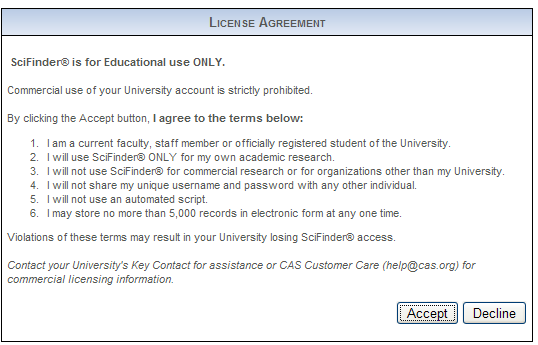 LICENSE AGREEMENT
SciFinder® is for Educational use ONLY.
Commercial use of your University account is strictly prohibited.
By clicking the Accept button, I agree to the terms below:
1. I am a current faculty, staff member or officially registered student of the University.
2. I will use SciFinder® ONLY for my own academic research.
3. I will not use SciFinder® for commercial research or for organizations other than my University.
4. I will not share my unique username and password with any other individual.
5. I will not use an automated script.
6. I may store no more than 5,000 records in electronic form at any one time.
Violations of these terms may result in your University losing SciFinder® access.
Contact your University's Key Contact for assistance or CAS Customer Care (help@cas.org) for
commercial licensing information.
Accept Decline